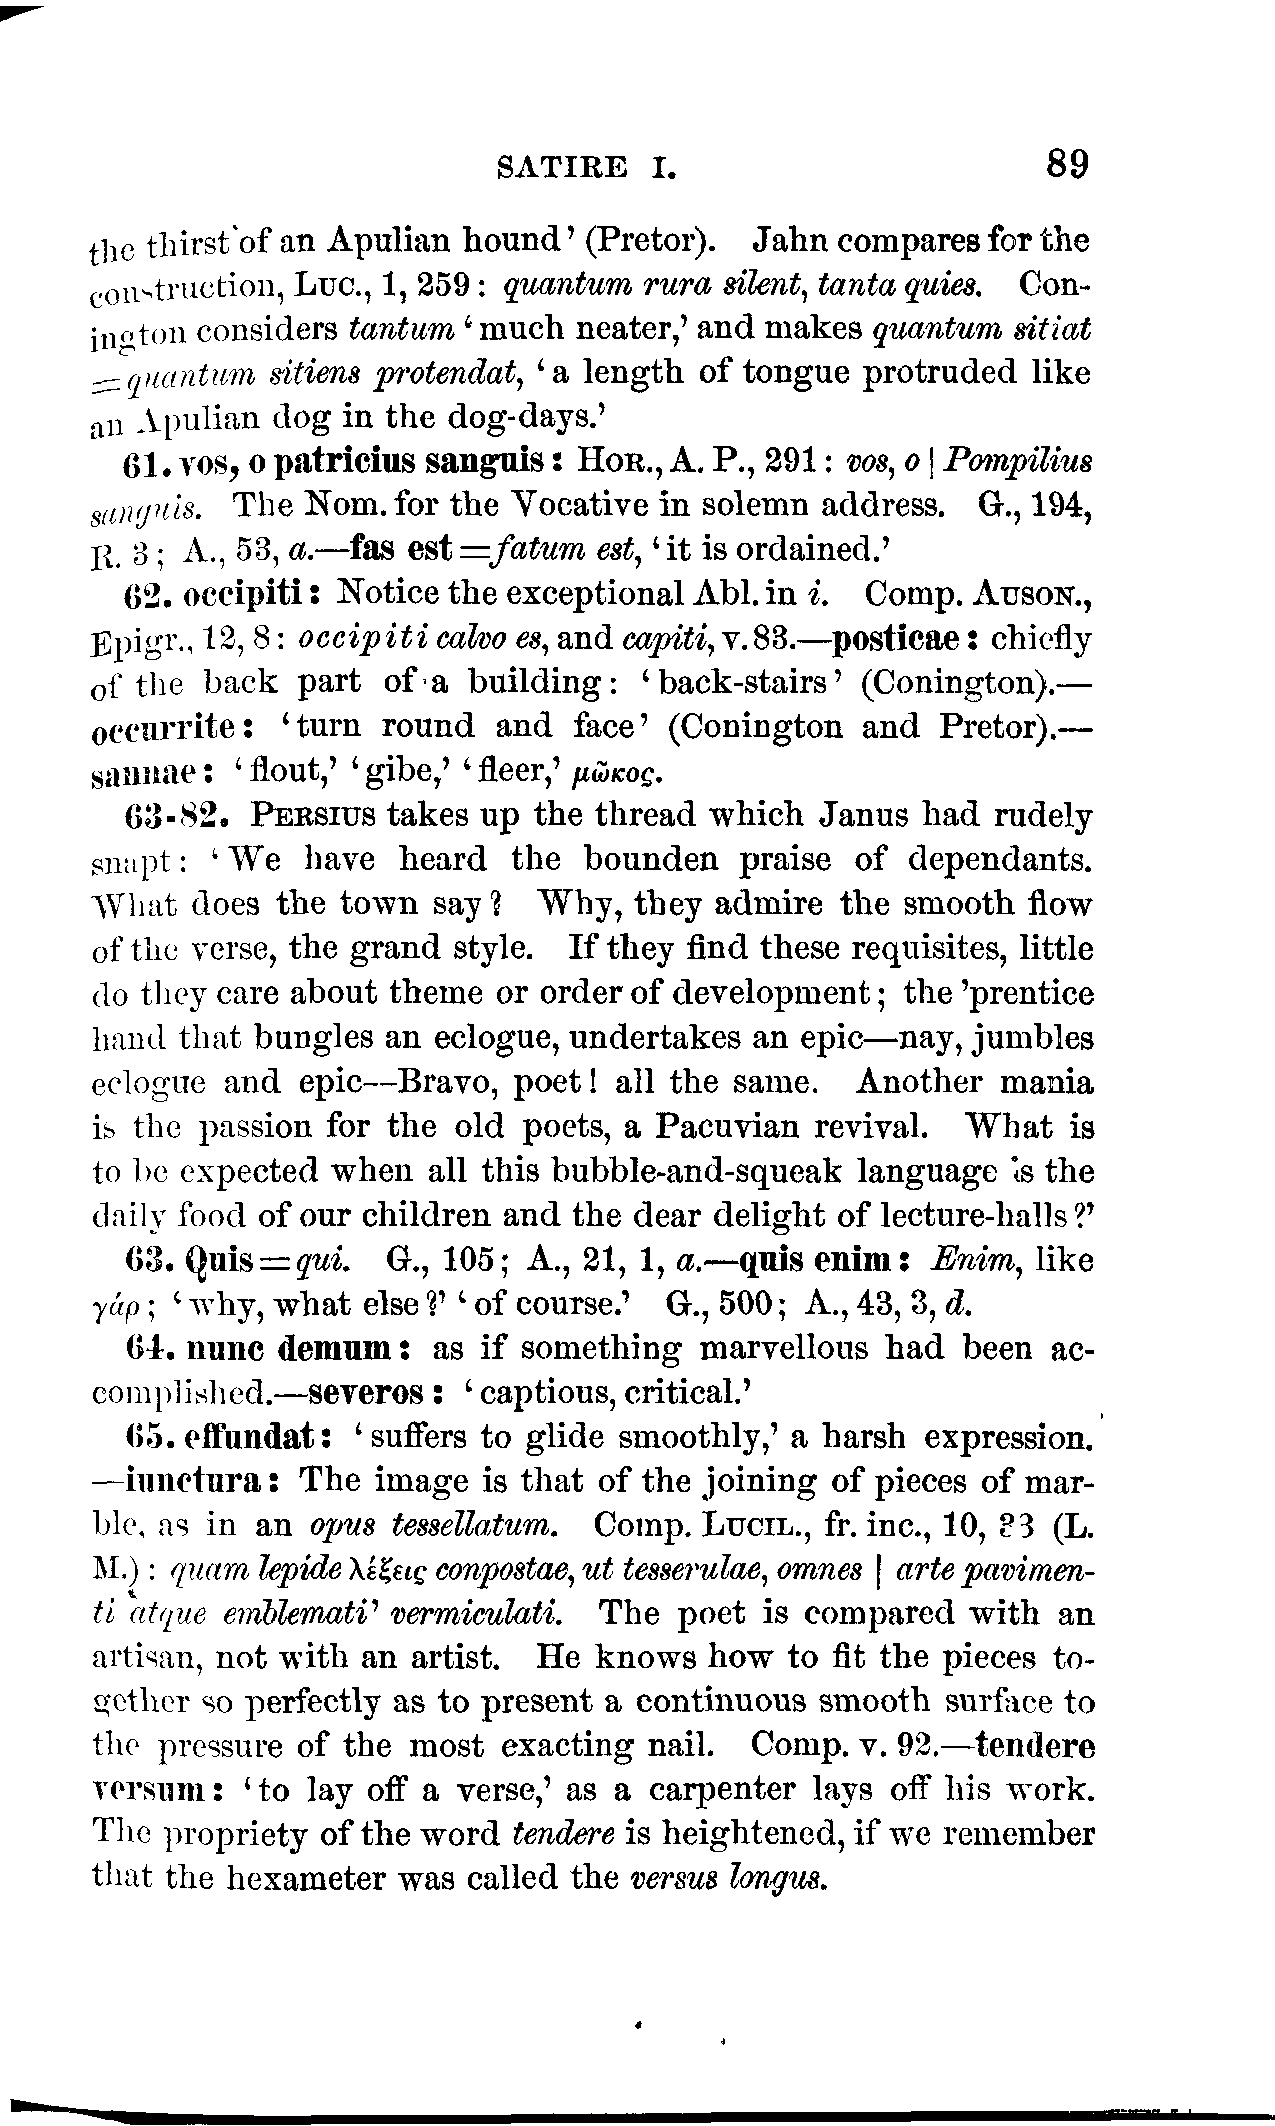 SATIRE I. 89
the thirst of an Apulian hound’ (Pretor). Jahn compares for the
construction, LUC., 1, 259: quantum rura silent, tanta quies. Con-
ington considers tantum ‘much neater,’ and makes quantum sitiat
=quantum sitiens protendat, ‘a length of tongue protruded like
an Apulian dog in the dog-days.’
61. vos, o patricius sanguis: HOR., A. P., 291: vos, o | Pompilius
sanguis. The Nom. for the Vocative in solemn address. G., 194,
R. 3; A., 53, a.—fas est=fatum est, ‘it is ordained.’
62. occipiti: Notice the exceptional Abl. in i. Comp. AUSON.,
Epigr., 12, 8: occipiti calvo es, and capiti, v. 83.—posticae: chiefly
of the back part of a building: ‘back-stairs’ (Conington).—
occurrite: ‘turn round and face’ (Conington and Pretor).—
sannae: ‘flout,’ ‘gibe,’ ‘fleer,’ μῶκος.
63-82. PERSIUS takes up the thread which Janus had rudely
snapt: ‘We have heard the bounden praise of dependants.
What does the town say? Why, they admire the smooth flow
of the verse, the grand style. If they find these requisites, little
do they care about theme or order of development; the ’prentice
hand that bungles an eclogue, undertakes an epic—nay, jumbles
eclogue and epic—Bravo, poet! all the same. Another mania
is the passion for the old poets, a Pacuvian revival. What is
to be expected when all this bubble-and-squeak language is the
daily food of our children and the dear delight of lecture-halls?’
63. Quis=qui. G., 105; A., 21, 1, a.—quis enim: Enim, like
γάρ; ‘why, what else?’ ‘of course.’ G., 500; A., 43, 3, d.
64. nunc demum: as if something marvellous had been ac-
complished.—severos: ‘captious, critical.’
65. effundat: ‘suffers to glide smoothly,’ a harsh expression.
—iunctura: The image is that of the joining of pieces of mar-
ble, as in an opus tessellatum. Comp. LUCIL., fr. inc., 10, 33 (L.
M.): quam lepide λέξεις conpostae, ut tesserulae, omnes | arte pavimen-
ti atque emblemati’ vermiculati. The poet is compared with an
artisan, not with an artist. He knows how to fit the pieces to-
gether so perfectly as to present a continuous smooth surface to
the pressure of the most exacting nail. Comp. v. 92.—tendere
versum: ‘to lay off a verse,’ as a carpenter lays off his work.
The propriety of the word tendere is heightened, if we remember
that the hexameter was called the versus longus.